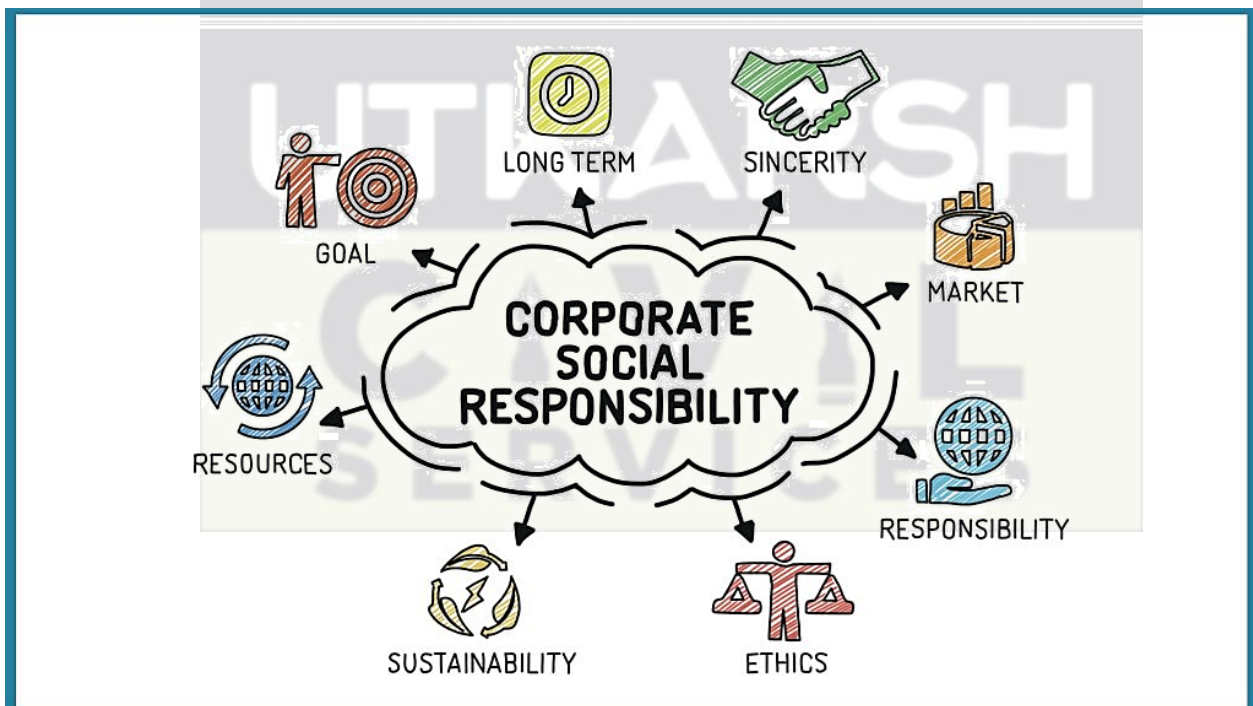 UTKARSH
CIVIL
SERVICES
LONG TERM
SINCERITY
GOAL
MARKET
CORPORATE
SOCIAL
RESPONSIBILITY
RESOURCES
RESPONSIBILITY
SUSTAINABILITY
ETHICS